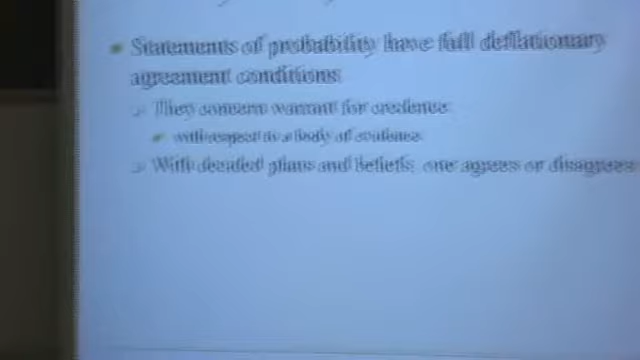 Statements of probability have full deflationary
agreement conditions
They concern warrant for credence
with respect to a body of evidence
With decided plans and beliefs, one agrees or disagrees